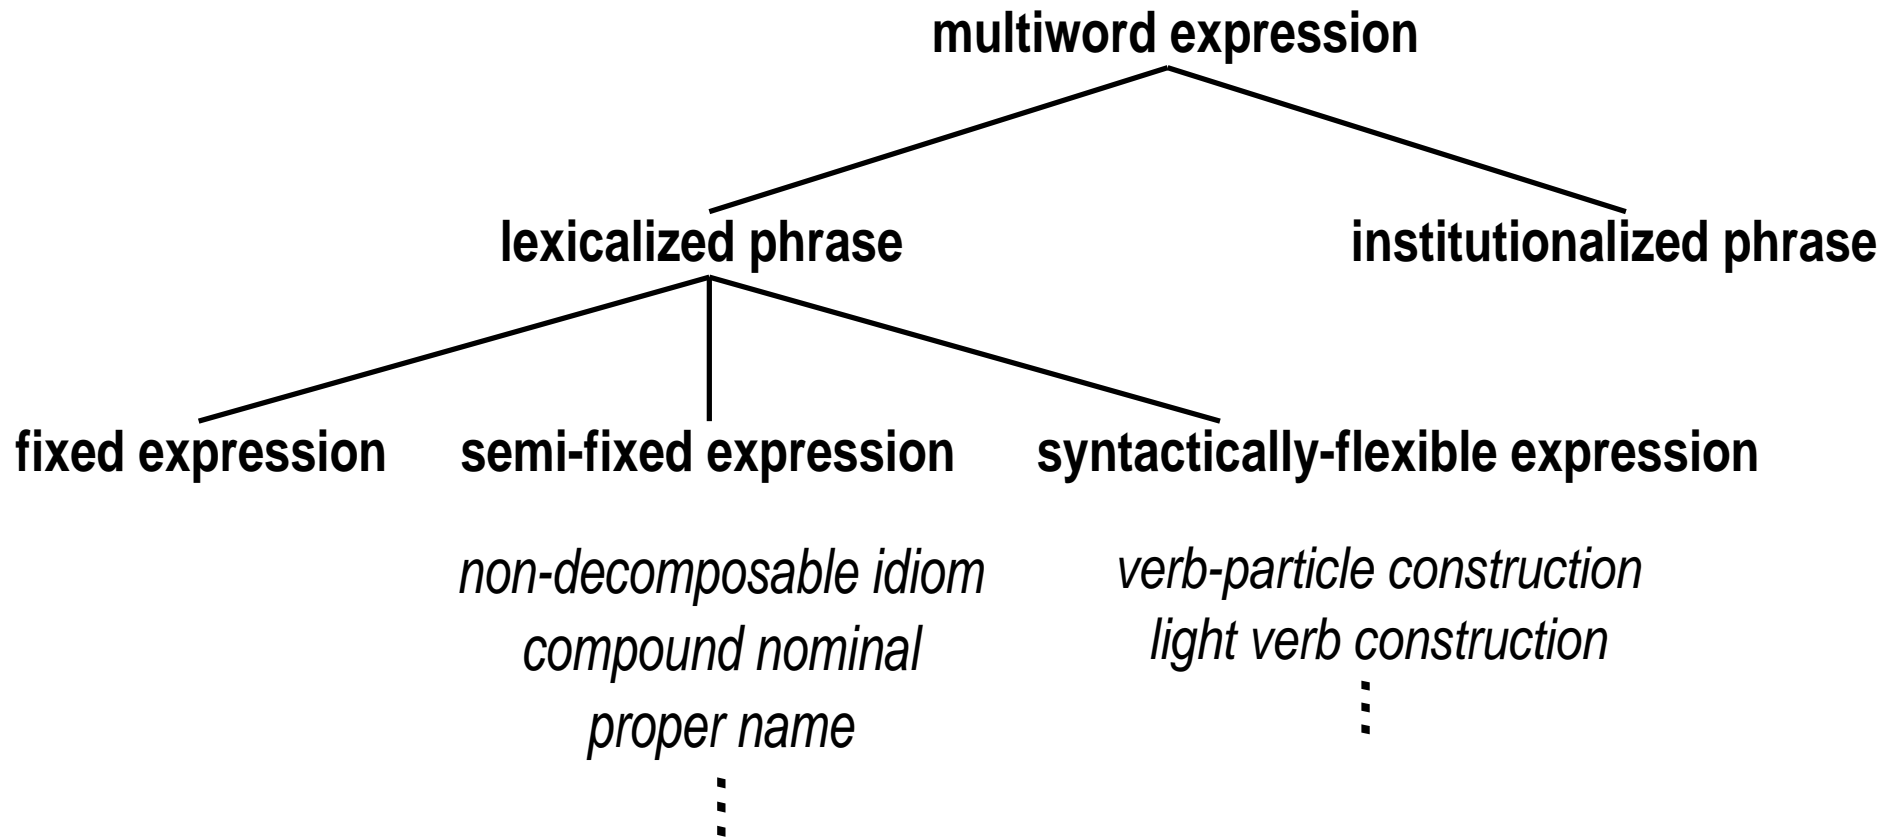 multiword expression
lexicalized phrase institutionalized phrase
fixed expression semi-fixed expression syntactically-flexible expression
non-decomposable idiom verb-particle construction
compound nominal light verb construction
proper name